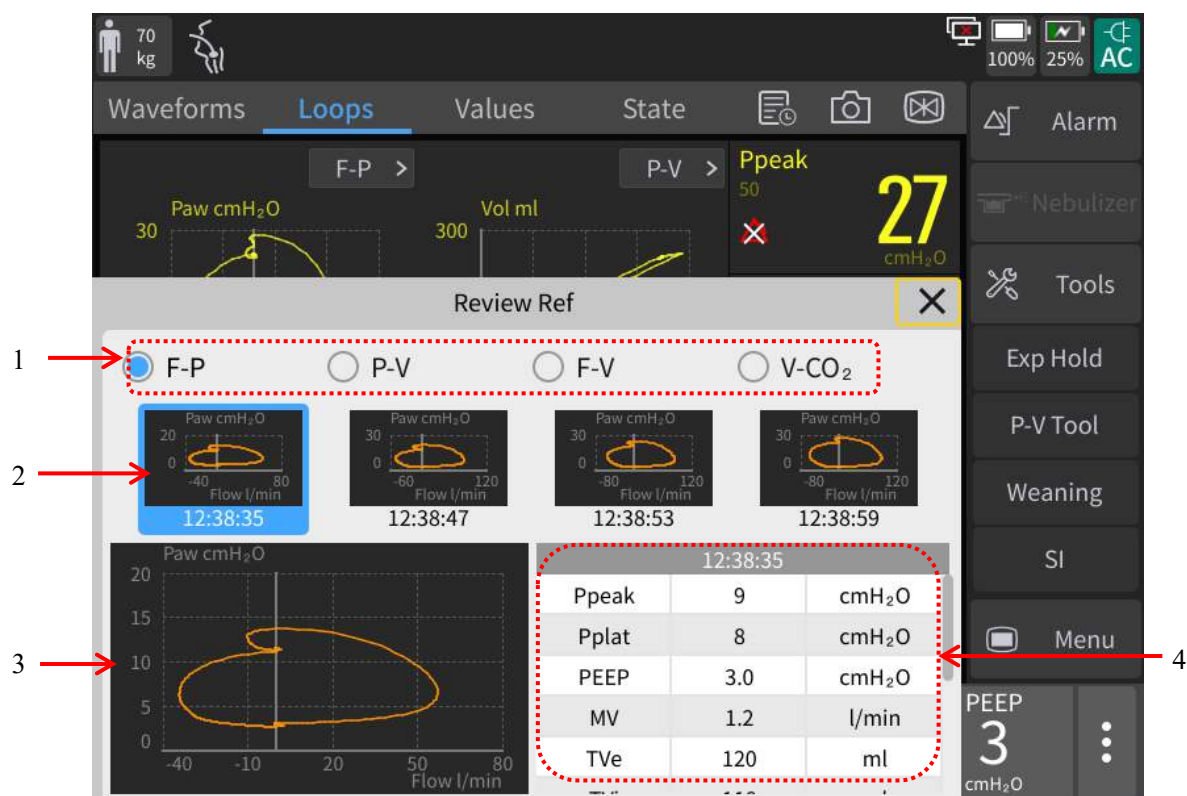 70
kg
100%
25%
AC
Waveforms Loops Values State
Alarm
F-P >
P-V >
Ppeak
50
27
cmH₂O
Paw cmH₂O
30
Vol ml
300
Nebulizer
Tools
Review Ref
Exp Hold
P-V Tool
Weaning
SI
Menu
PEEP
3
cmH₂O
1
F-P P-V F-V V-CO₂
2
Paw cmH₂O
20
0
-40 80
Flow l/min
12:38:35
Paw cmH₂O
30
0
-60 120
Flow l/min
12:38:47
Paw cmH₂O
30
0
-80 120
Flow l/min
12:38:53
Paw cmH₂O
30
0
-80 120
Flow l/min
12:38:59
3
Paw cmH₂O
20
15
10
5
0
-40 -10 20 50 80
Flow l/min
12:38:35
Ppeak 9 cmH₂O
Pplat 8 cmH₂O
PEEP 3.0 cmH₂O
MV 1.2 l/min
TVe 120 ml
4